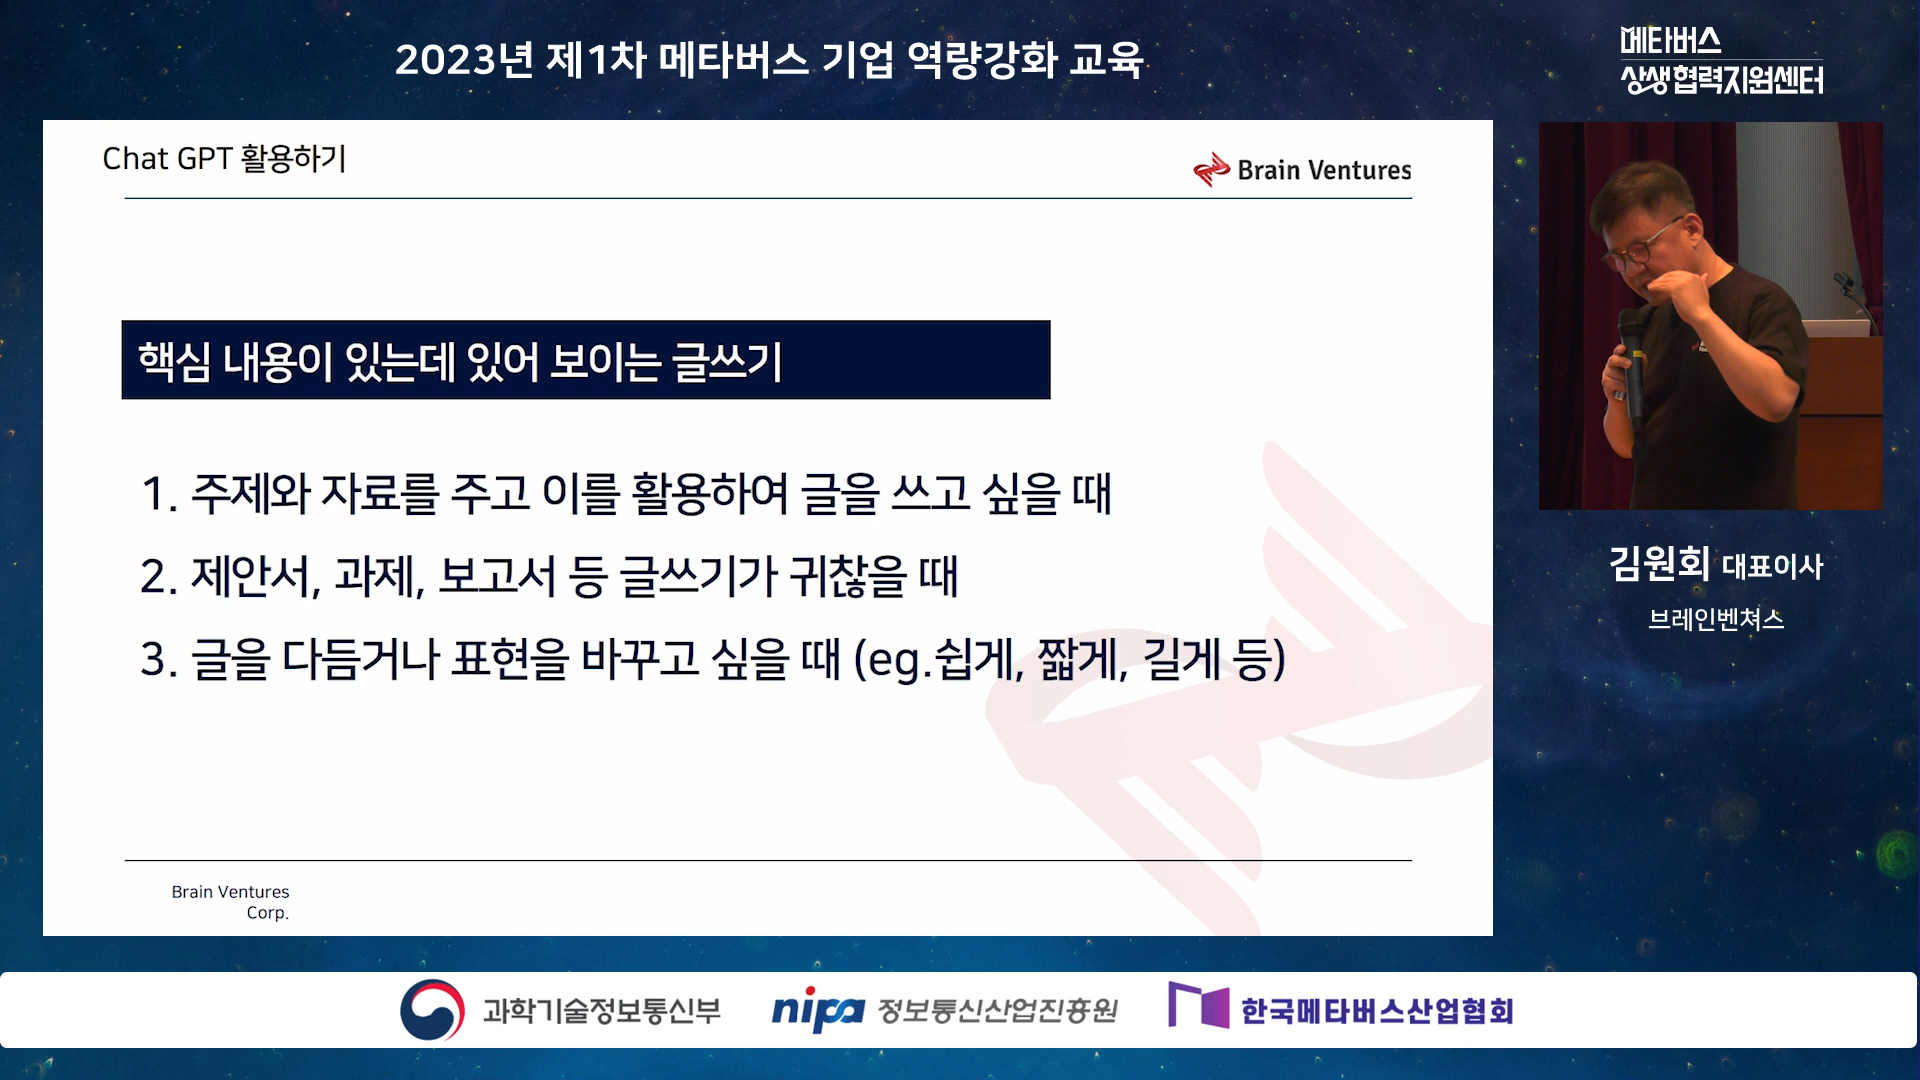 2023년 제1차 메타버스 기업 역량강화 교육
메타버스
상생협력지원센터
Chat GPT 활용하기
Brain Ventures
핵심 내용이 있는데 있어 보이는 글쓰기
1. 주제와 자료를 주고 이를 활용하여 글을 쓰고 싶을 때
2. 제안서, 과제, 보고서 등 글쓰기가 귀찮을 때
3. 글을 다듬거나 표현을 바꾸고 싶을 때 (eg.쉽게, 짧게, 길게 등)
Brain Ventures
Corp.
김원회 대표이사
브레인벤쳐스
과학기술정보통신부
nipa 정보통신산업진흥원
한국메타버스산업협회